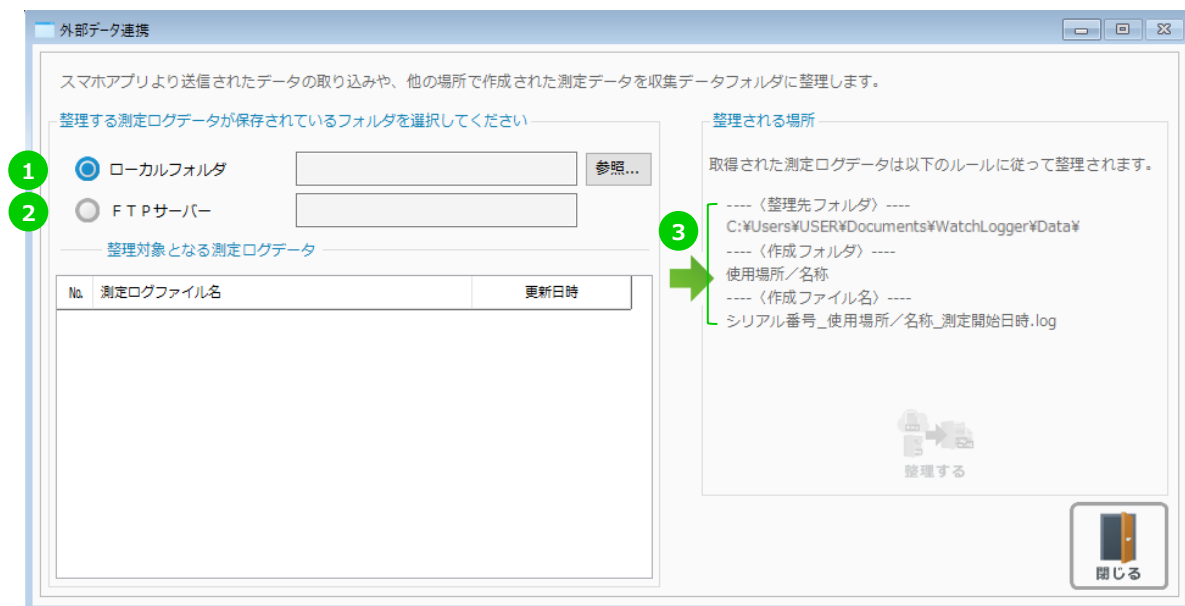 外部データ連携
スマホアプリより送信されたデータの取り込みや、他の場所で作成された測定データを収集データフォルダに整理します。
整理する測定ログデータが保存されているフォルダを選択してください
1
ローカルフォルダ
参照...
2
ＦＴＰサーバー
整理対象となる測定ログデータ
No. 測定ログファイル名 更新日時
整理される場所
取得された測定ログデータは以下のルールに従って整理されます。
3
----〈整理先フォルダ〉----
C:¥Users¥USER¥Documents¥WatchLogger¥Data¥
----〈作成フォルダ〉----
使用場所／名称
----〈作成ファイル名〉----
シリアル番号_使用場所／名称_測定開始日時.log
整理する
閉じる